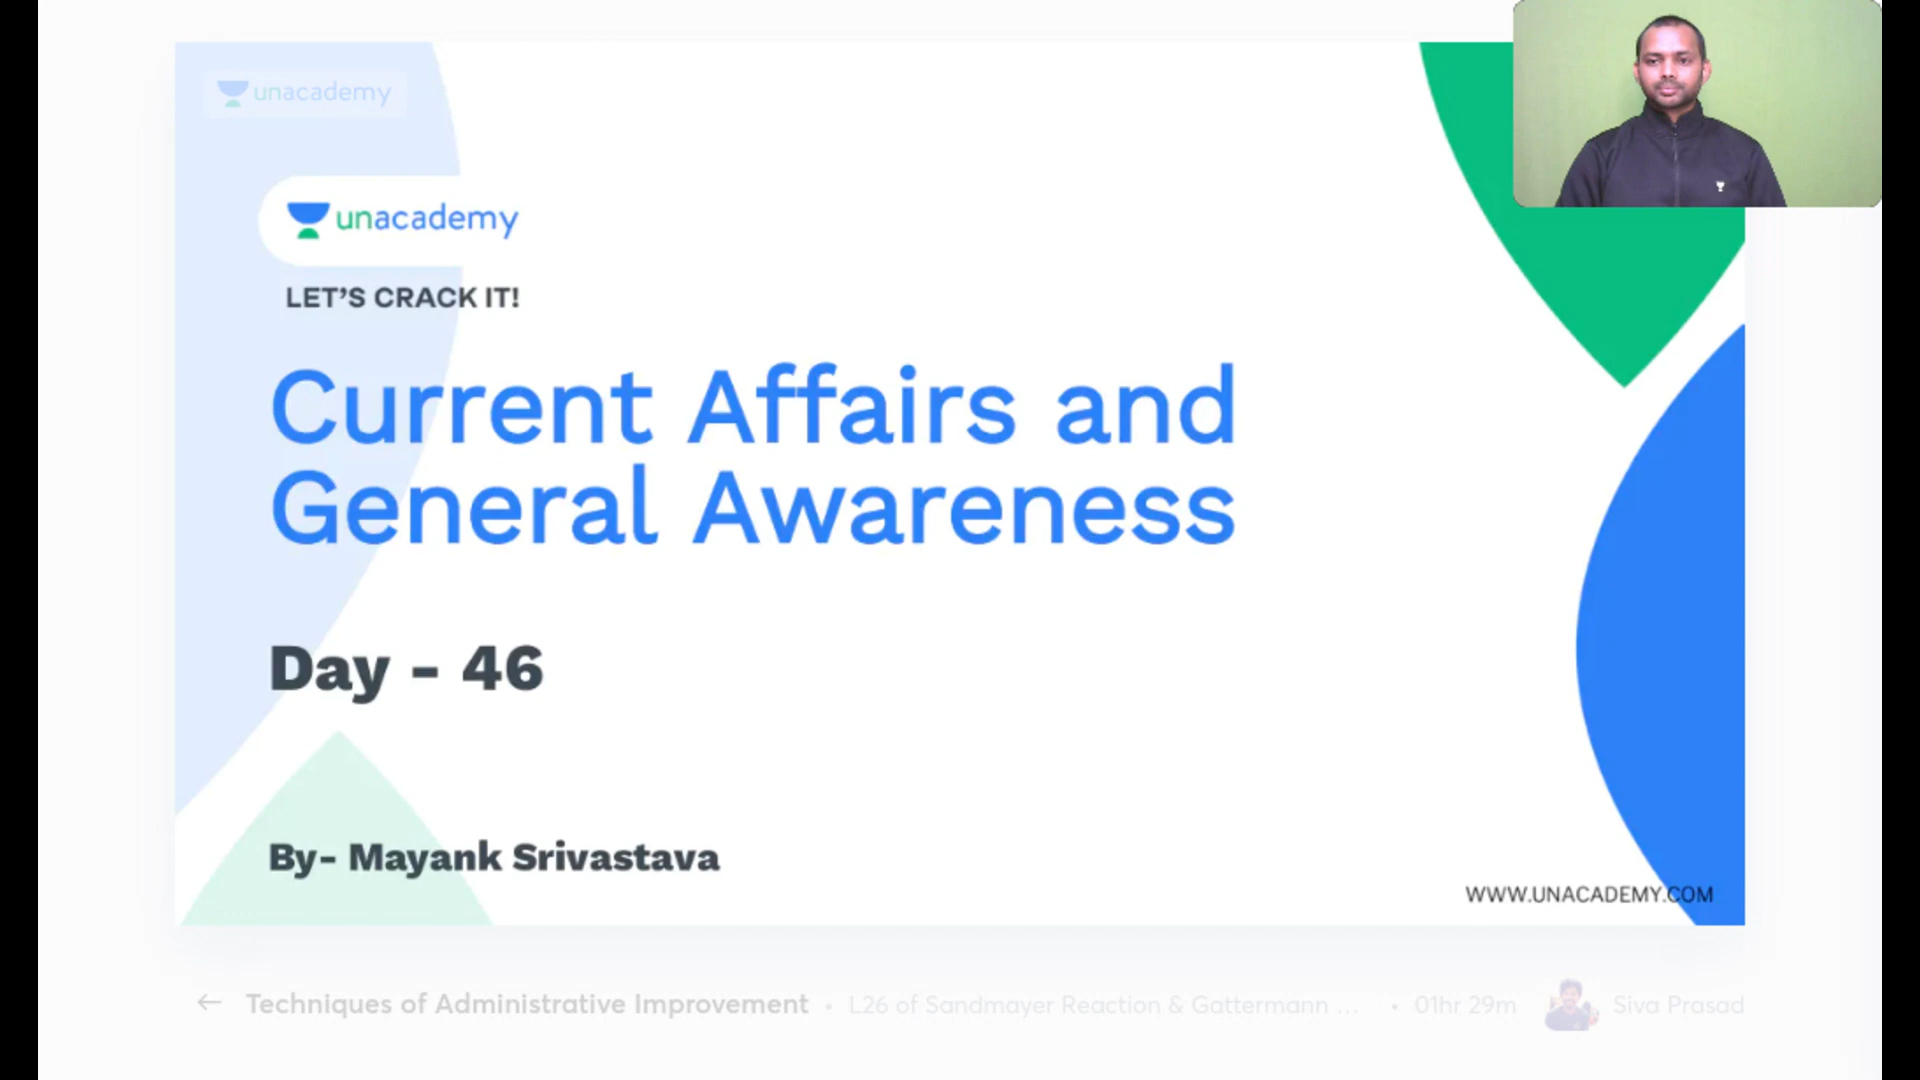 unacademy
unacademy
LET'S CRACK IT!
Current Affairs and
General Awareness
Day - 46
By- Mayank Srivastava
WWW.UNACADEMY.COM
← Techniques of Administrative Improvement • L26 of Sandmayer Reaction & Gattermann ... • 01hr 29m Siva Prasad